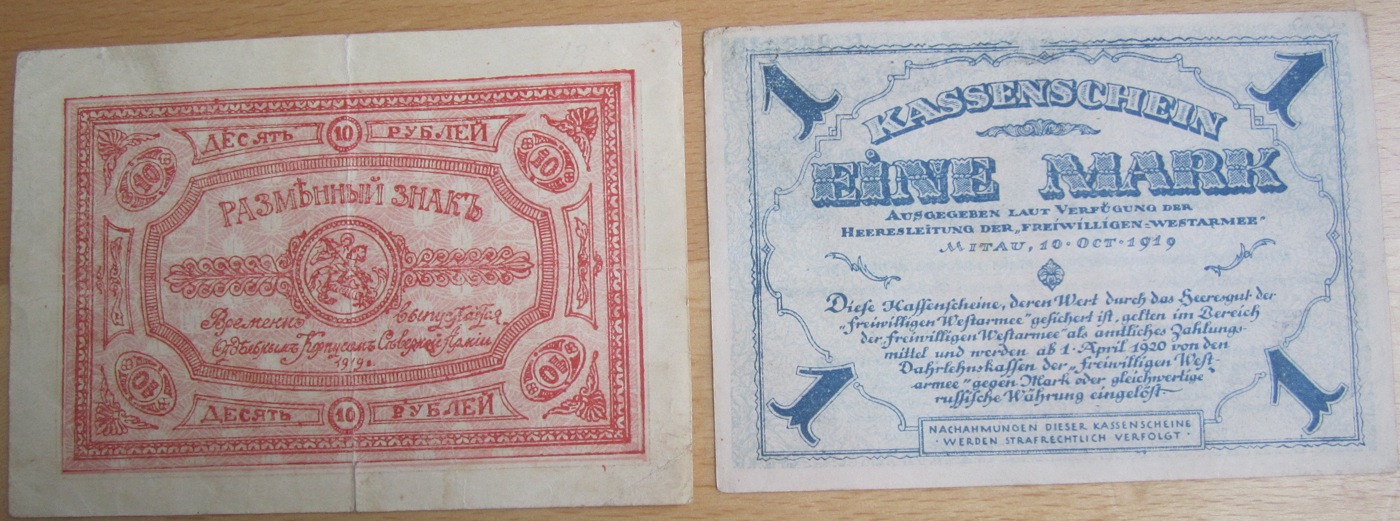 ДЕСЯТЬ 10 РУБЛЕЙ
10 10
РАЗМѢННЫЙ ЗНАКЪ
Временно выпускаемая
Отдѣльнымъ Корпусомъ Сѣверной Арміи
1919г.
10 10
ДЕСЯТЬ 10 РУБЛЕЙ
1 1
KASSENSCHEIN
EINE MARK
AUSGEGEBEN LAUT VERFÜGUNG DER
HEERESLEITUNG DER „FREIWILLIGEN=WESTARMEE"
MITAU, 10·OCT·1919
Diese Kassenscheine, deren Wert durch das Heeresgut der
„freiwilligen Westarmee" gesichert ist, gelten im Bereich
der freiwilligen Westarmee" als amtliches Zahlungs-
mittel und werden ab 1·April 1920 von den
Dahrlehnskassen der „freiwilligen West-
armee" gegen Mark oder gleichwertige
russische Währung eingelöst·
1 1
NACHAHMUNGEN DIESER KASSENSCHEINE
·WERDEN STRAFRECHTLICH VERFOLGT·